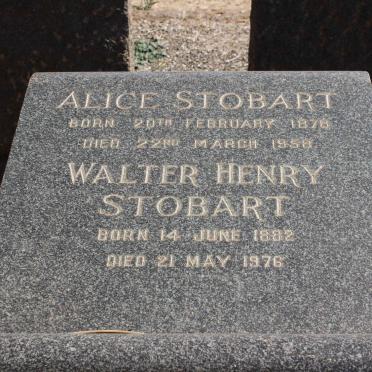 ALICE STOBART
BORN 20TH FEBRUARY 1878
DIED 22ND MARCH 1958
WALTER HENRY
STOBART
BORN 14 JUNE 1882
DIED 21 MAY 1976